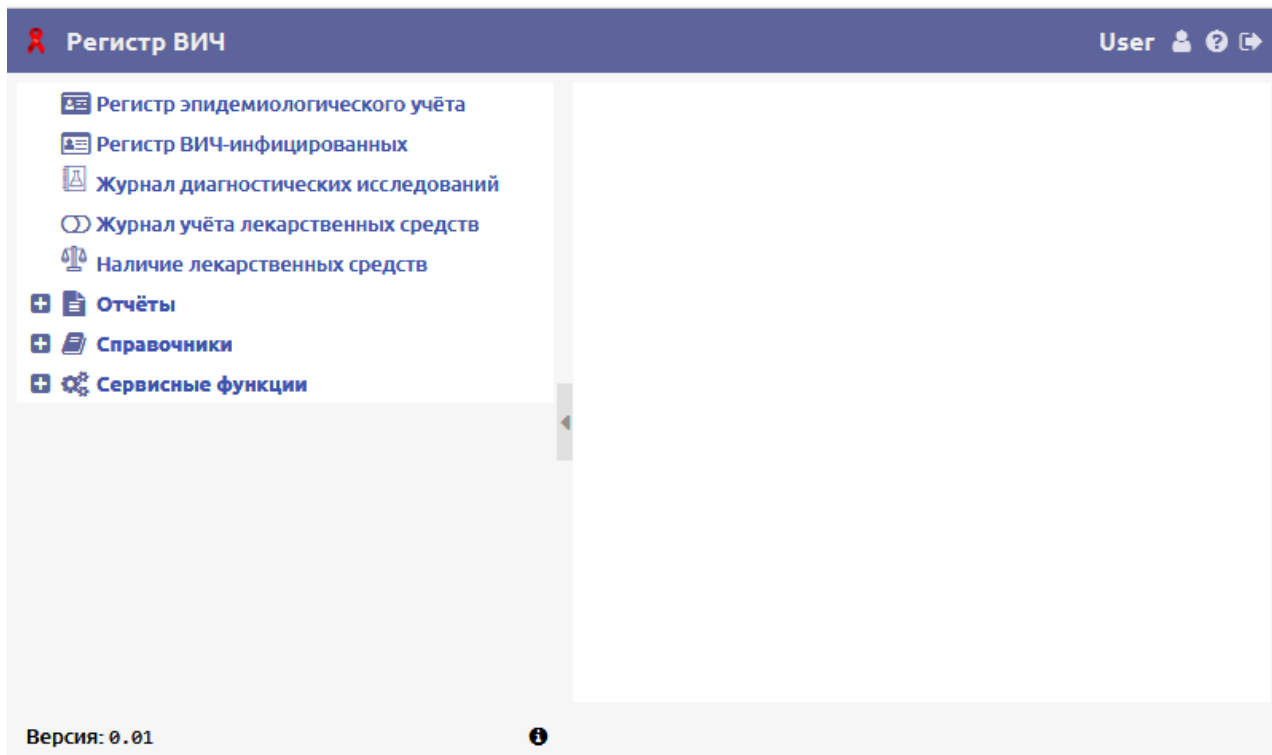 Регистр ВИЧ
User
Регистр эпидемиологического учёта
Регистр ВИЧ-инфицированных
Журнал диагностических исследований
Журнал учёта лекарственных средств
Наличие лекарственных средств
Отчёты
Справочники
Сервисные функции
Версия: 0.01